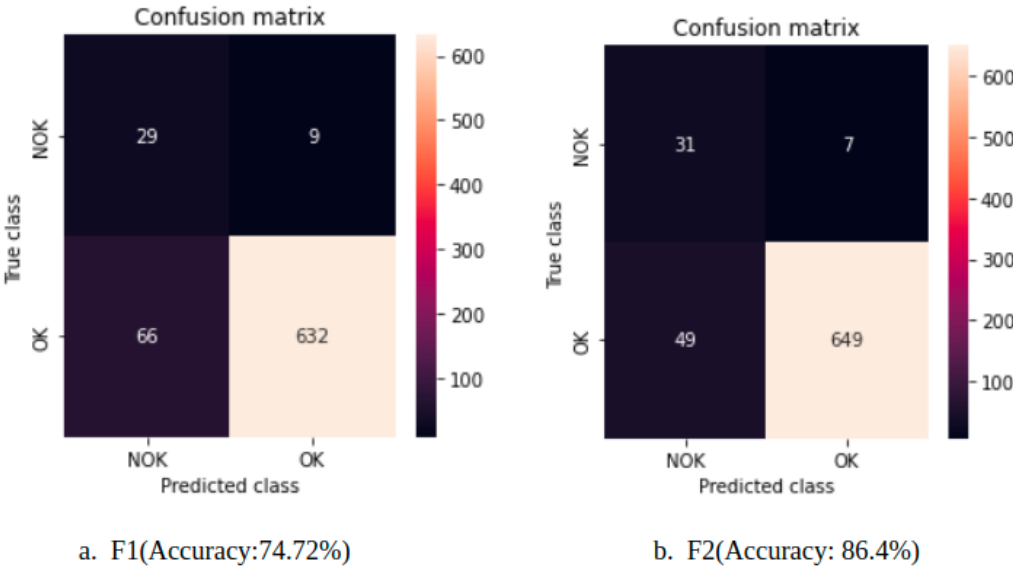 Confusion matrix
NOK
OK
True class
29
9
66
632
NOK
OK
Predicted class
600
500
400
300
200
100
a. F1(Accuracy:74.72%)
Confusion matrix
NOK
OK
True class
31
7
49
649
NOK
OK
Predicted class
600
500
400
300
200
100
b. F2(Accuracy: 86.4%)